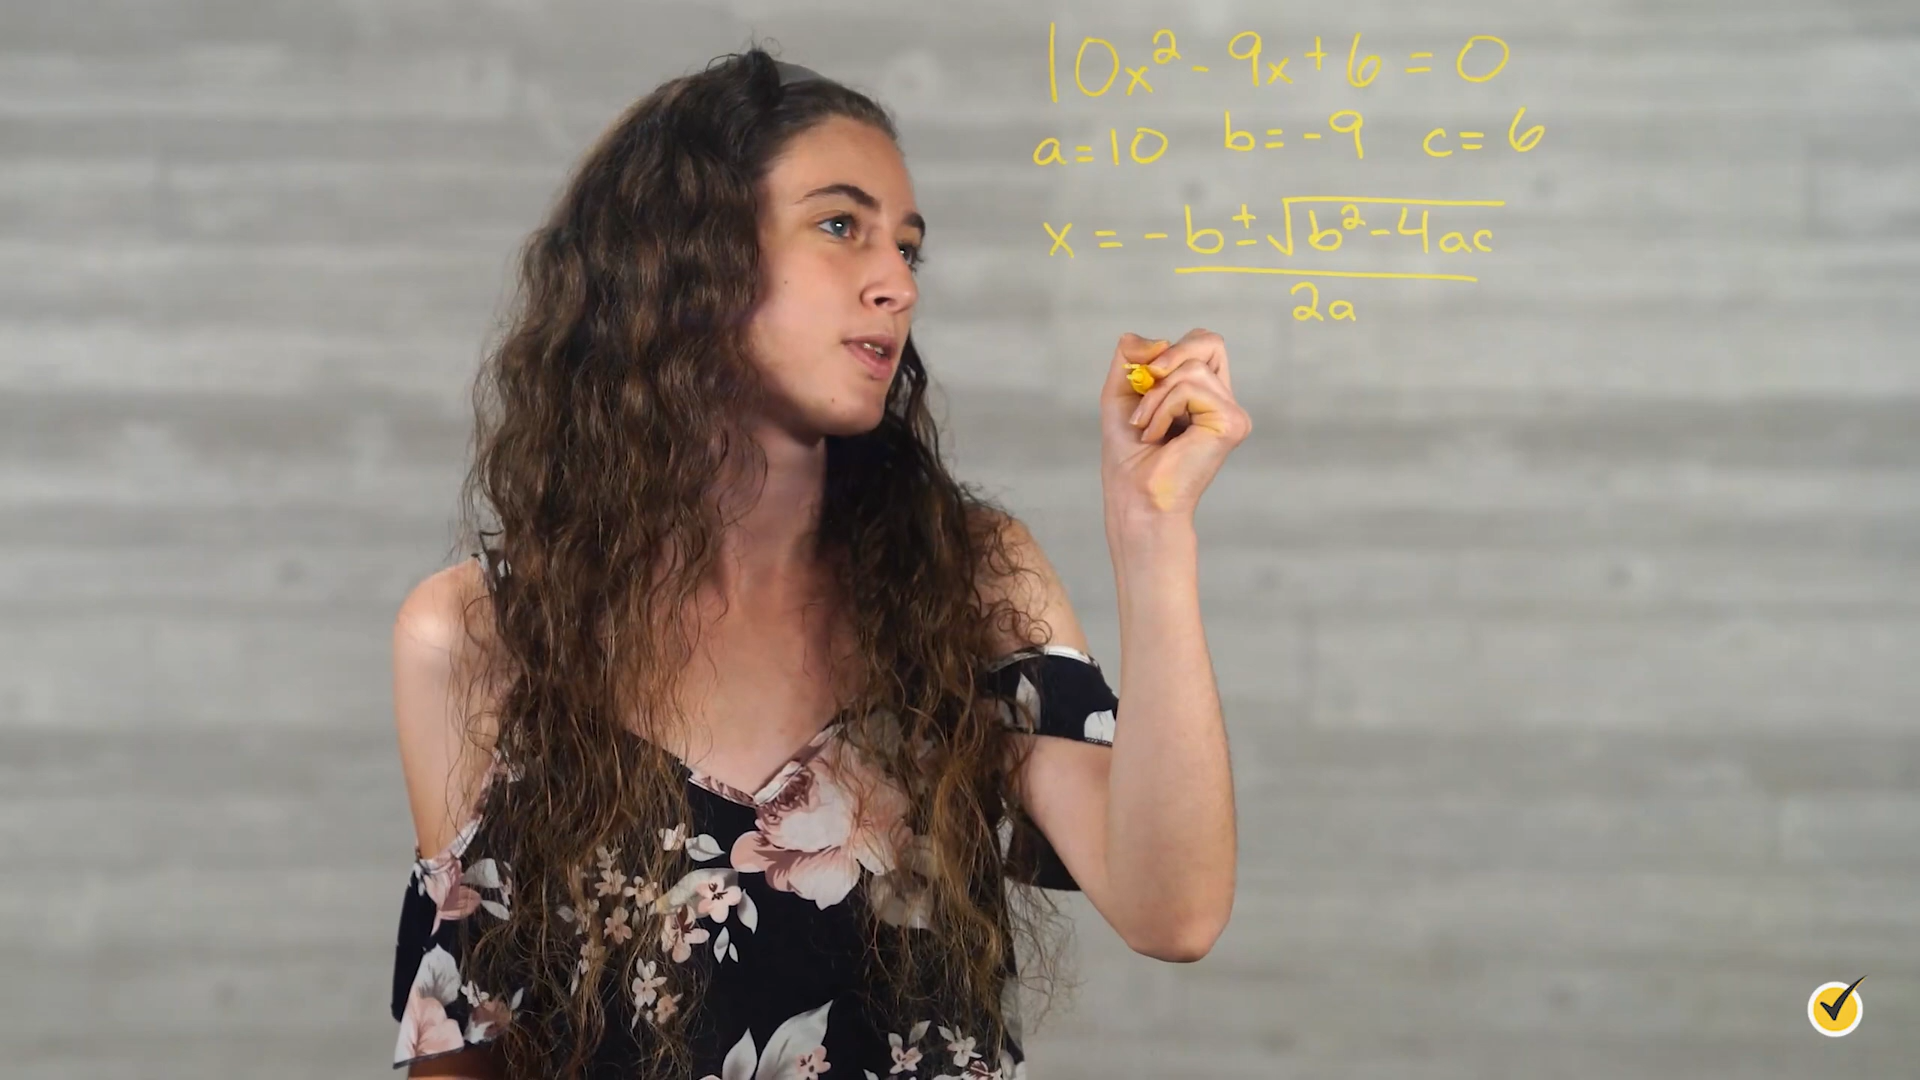 10x² - 9x + 6 = 0
a = 10 b = -9 c = 6
x = -b ± √b² - 4ac
2a